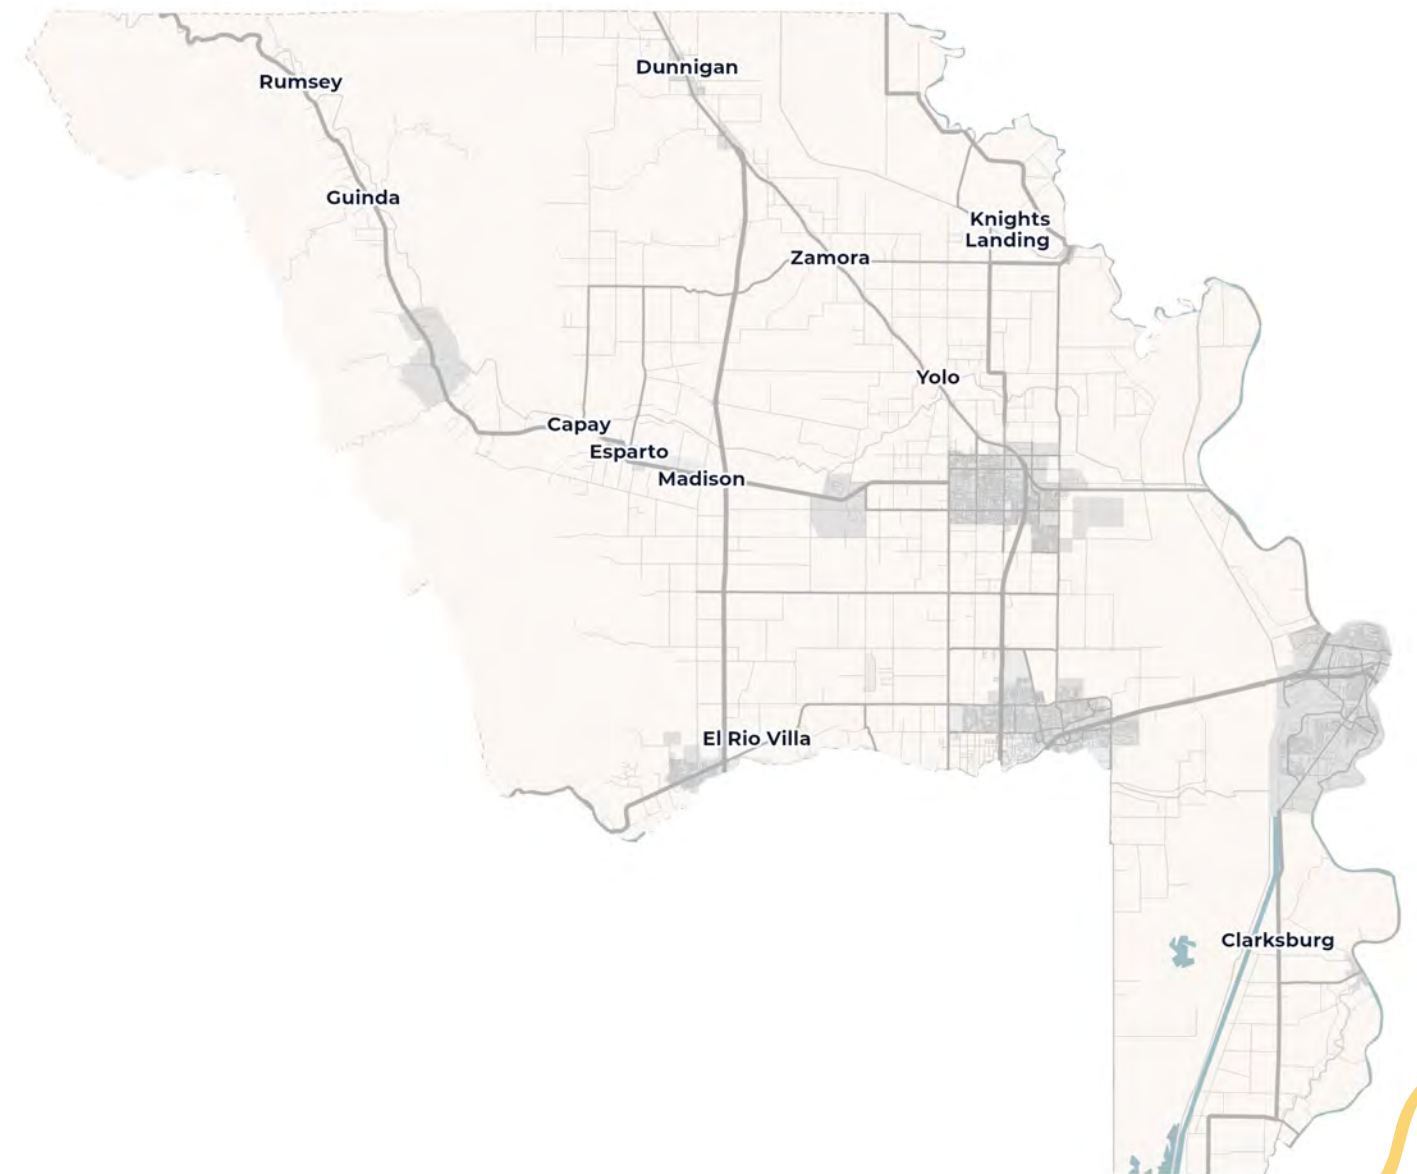 Dunnigan
Rumsey
Guinda
Knights
Landing
Zamora
Yolo
Capay
Esparto
Madison
El Rio Villa
Clarksburg